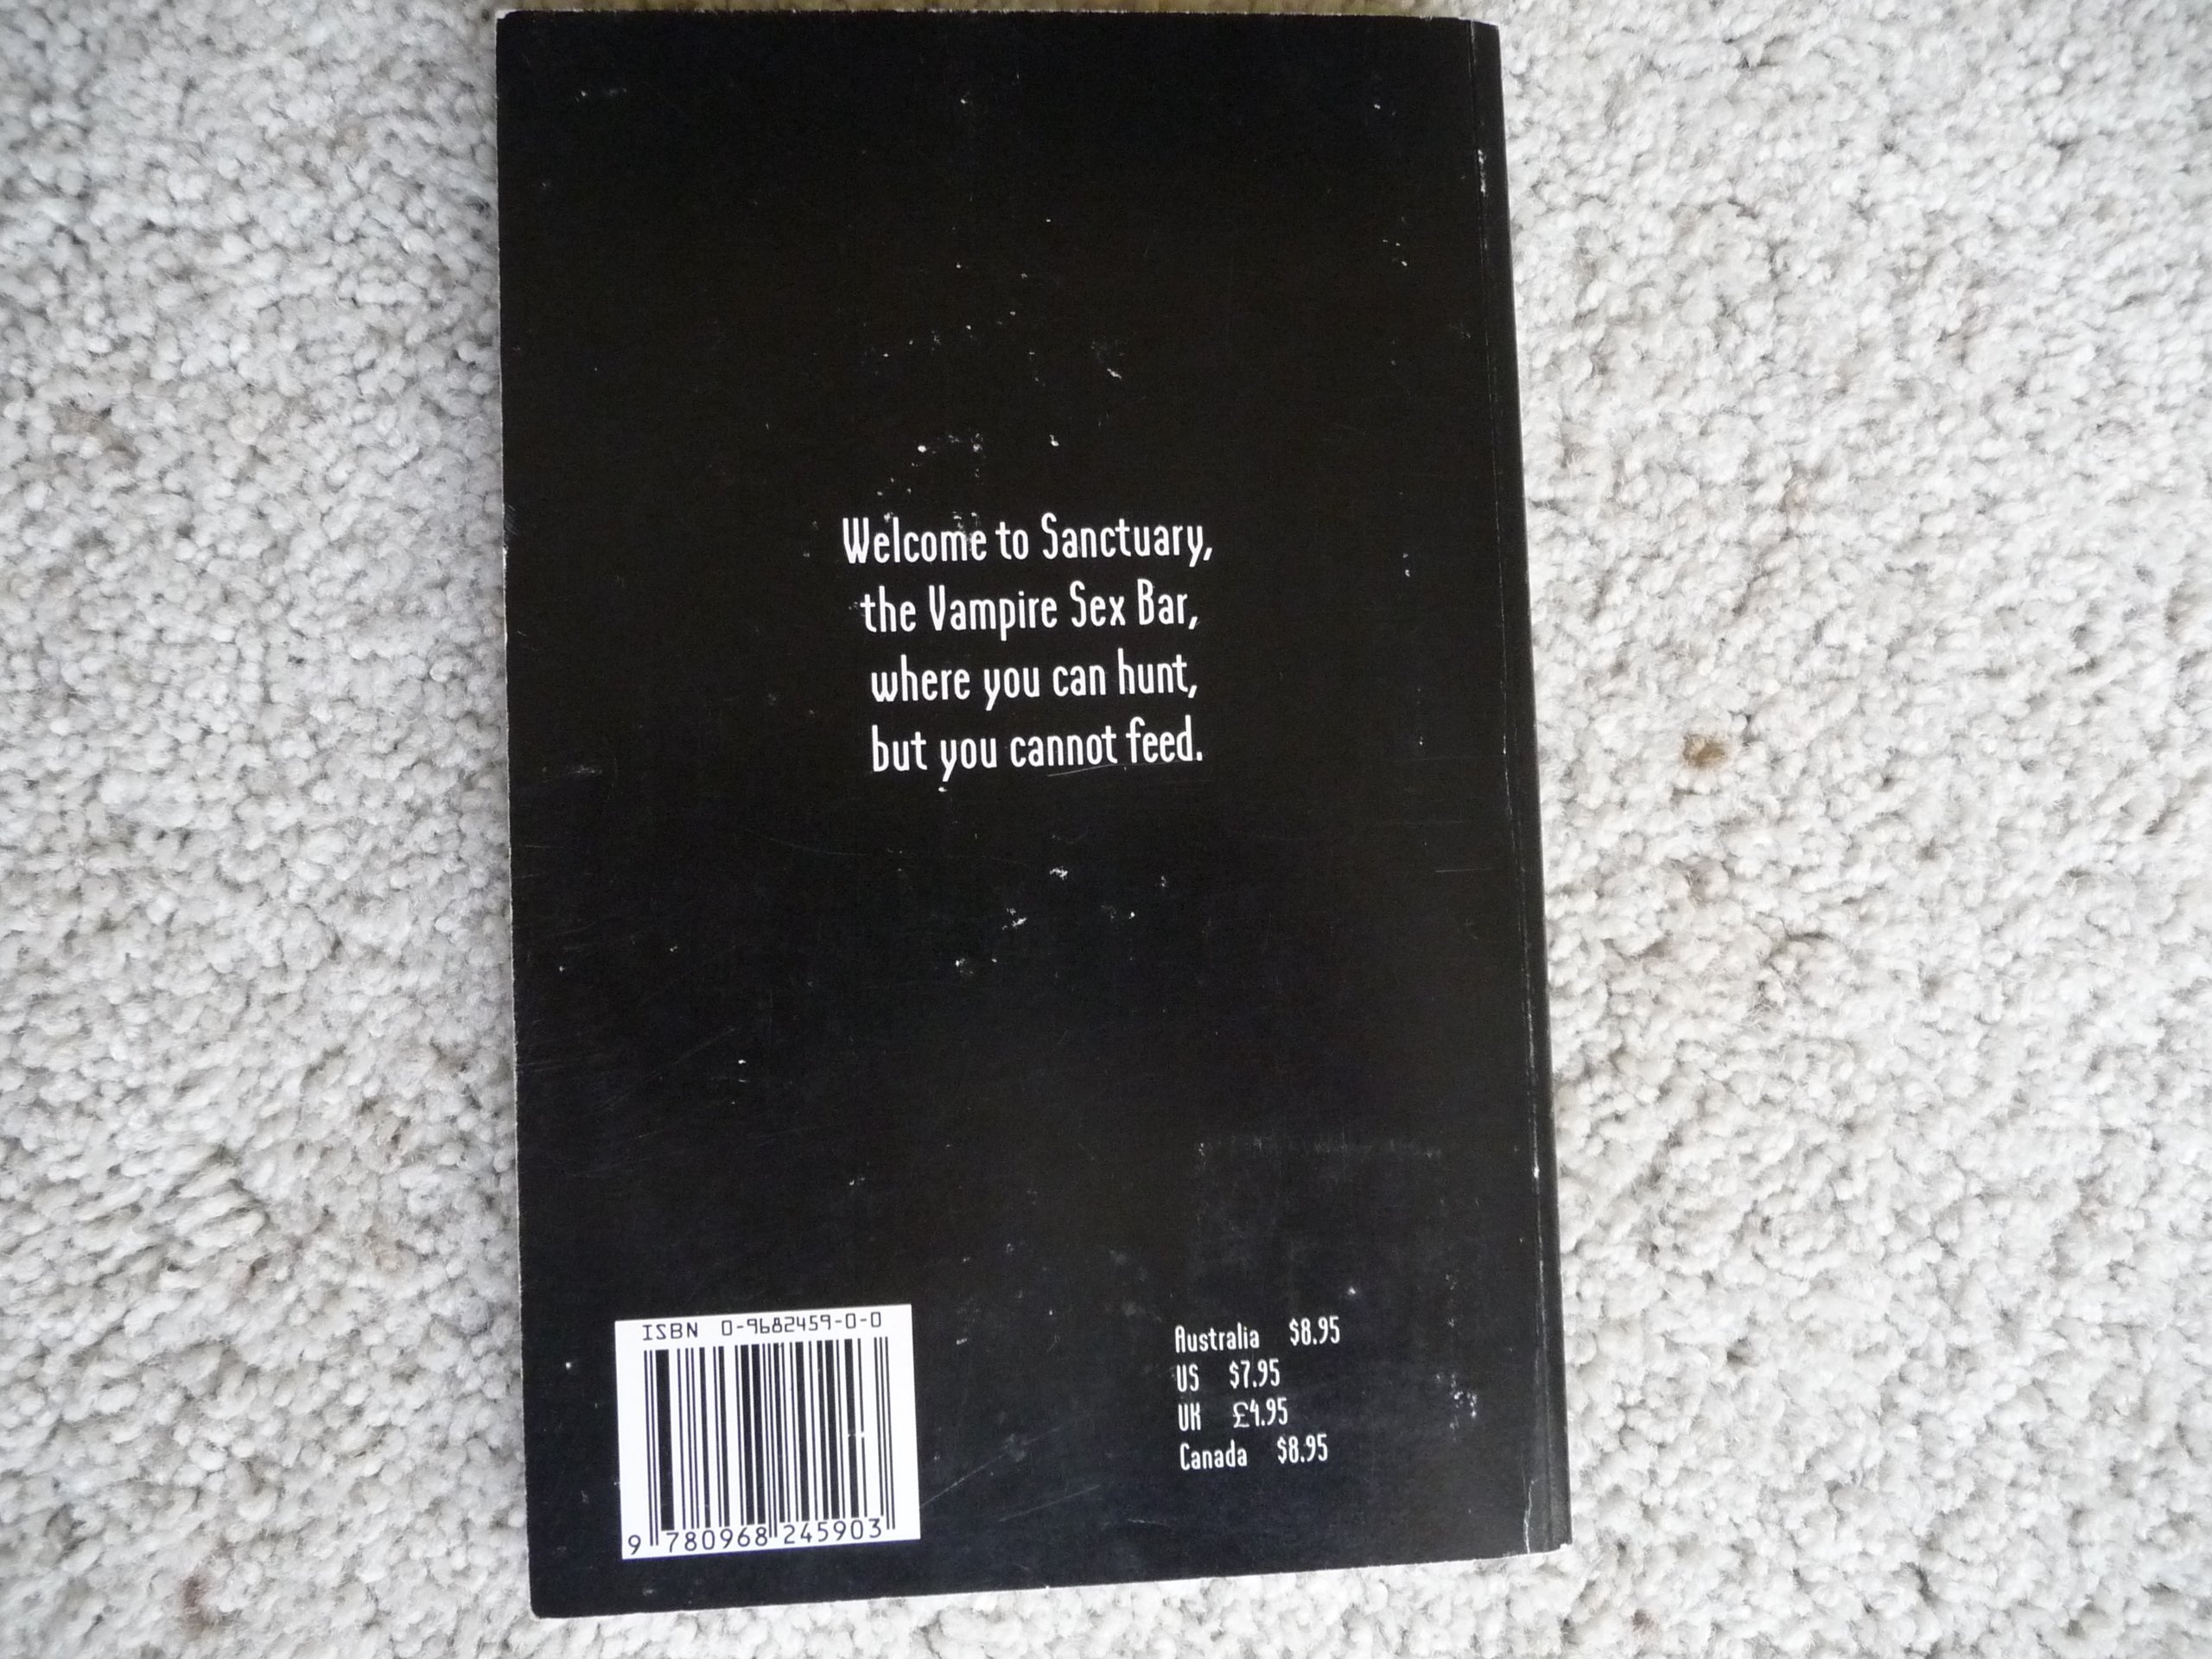 Welcome to Sanctuary,
the Vampire Sex Bar,
where you can hunt,
but you cannot feed.
ISBN 0-9682459-0-0
9 780968 245903
Australia $8.95
US $7.95
UK £4.95
Canada $8.95